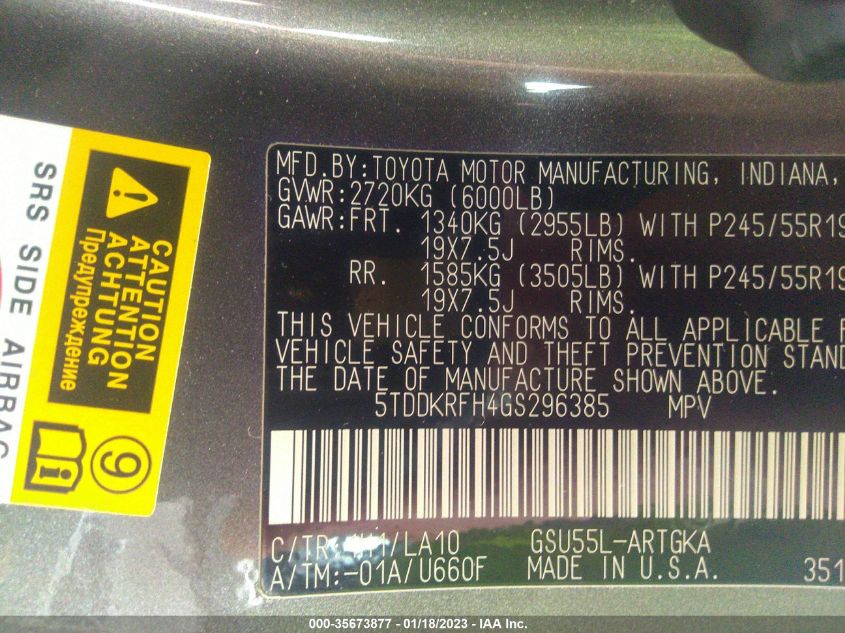 SRS SIDE AIRBAG
CAUTION
ATTENTION
ACHTUNG
Предупреждение
9
MFD.BY:TOYOTA MOTOR MANUFACTURING, INDIANA,
GVWR:2720KG (6000LB)
GAWR:FRT. 1340KG (2955LB) WITH P245/55R19
19X7.5J RIMS.
RR. 1585KG (3505LB) WITH P245/55R19
19X7.5J RIMS.
THIS VEHICLE CONFORMS TO ALL APPLICABLE F
VEHICLE SAFETY AND THEFT PREVENTION STAND
THE DATE OF MANUFACTURE SHOWN ABOVE.
5TDDKRFH4GS296385 MPV
C/TR: /LA10 GSU55L-ARTGKA
A/TM:-01A/U660F MADE IN U.S.A. 351
000-35673877 - 01/18/2023 - IAA Inc.